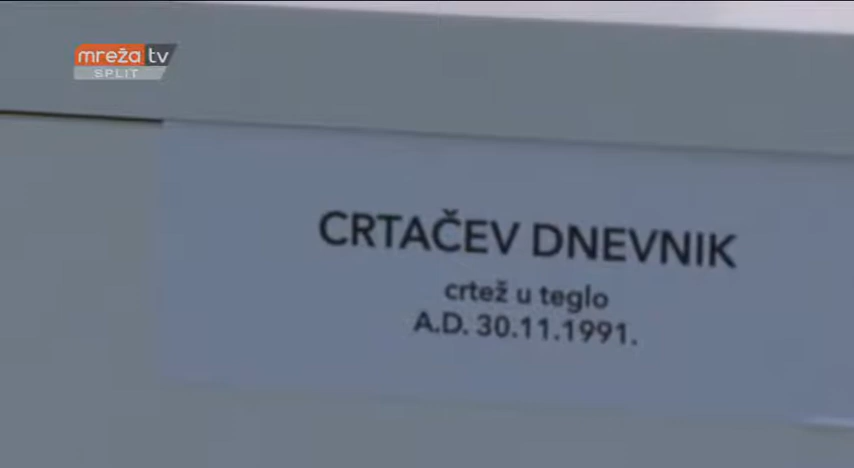 mreža tv
SPLIT
CRTAČEV DNEVNIK
crtež u teglo
A.D. 30.11.1991.